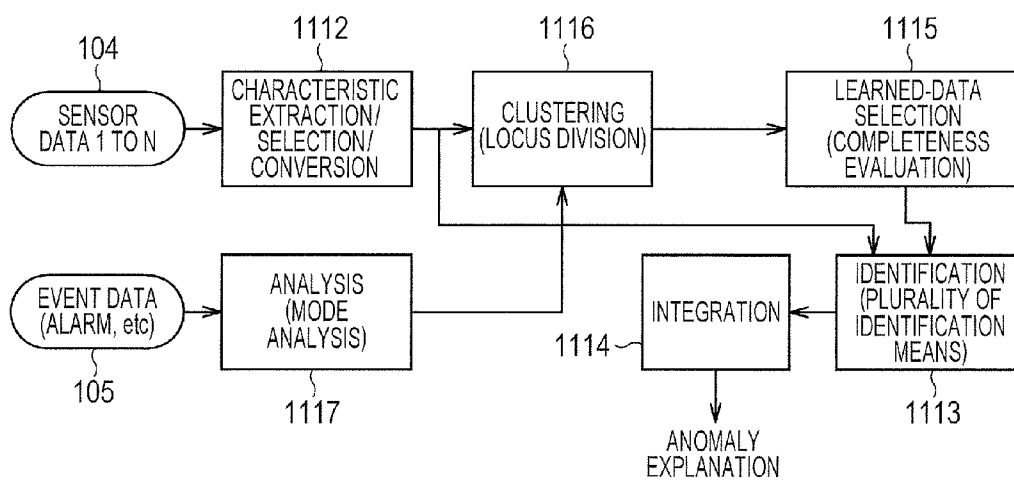 1112
1116
1115
104
SENSOR
DATA 1 TO N
CHARACTERISTIC
EXTRACTION/
SELECTION/
CONVERSION
CLUSTERING
(LOCUS DIVISION)
LEARNED-DATA
SELECTION
(COMPLETENESS
EVALUATION)
EVENT DATA
(ALARM, etc)
105
ANALYSIS
(MODE
ANALYSIS)
1117
INTEGRATION
1114
IDENTIFICATION
(PLURALITY OF
IDENTIFICATION
MEANS)
1113
ANOMALY
EXPLANATION